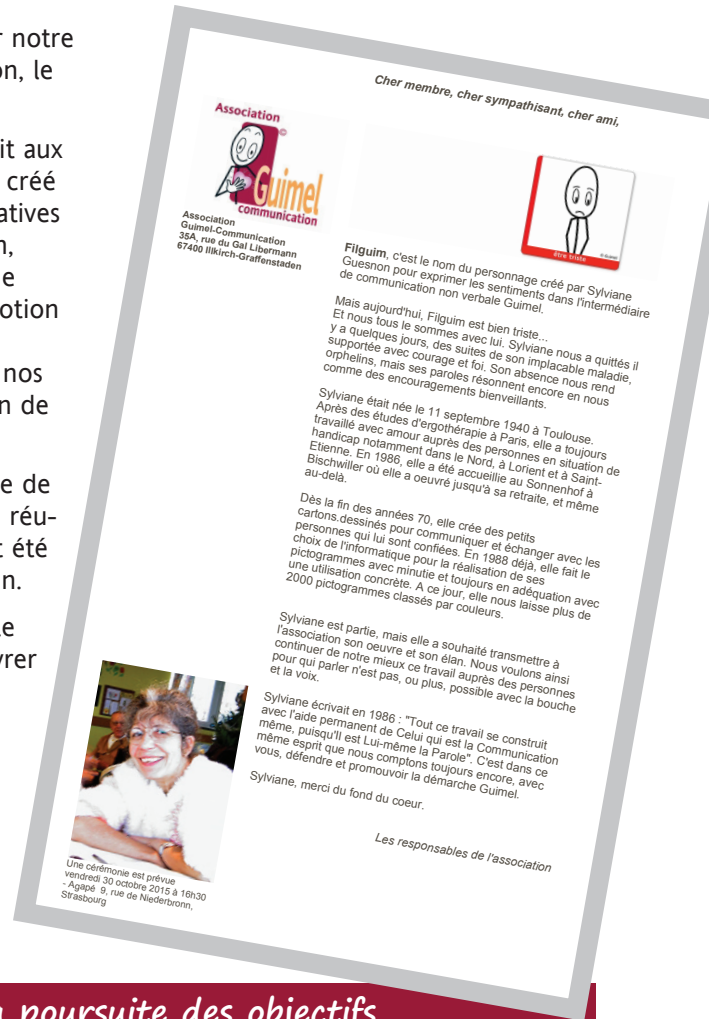 r notre
on, le
it aux
créé
atives
n,
e
otion
nos
n de
e de
réu-
t été
n.
le
vrer
Cher membre, cher sympathisant, cher ami,
Association
©
Guimel
communication
Association
Guimel-Communication
35A, rue du Gal Libermann
67400 Illkirch-Graffenstaden
être triste
© Guimel
Filguim, c'est le nom du personnage créé par Sylviane
Guesnon pour exprimer les sentiments dans l'intermédiaire
de communication non verbale Guimel.
Mais aujourd'hui, Filguim est bien triste...
Et nous tous le sommes avec lui. Sylviane nous a quittés il
y a quelques jours, des suites de son implacable maladie,
supportée avec courage et foi. Son absence nous rend
orphelins, mais ses paroles résonnent encore en nous
comme des encouragements bienveillants.
Sylviane était née le 11 septembre 1940 à Toulouse.
Après des études d'ergothérapie à Paris, elle a toujours
travaillé avec amour auprès des personnes en situation de
handicap notamment dans le Nord, à Lorient et à Saint-
Etienne. En 1986, elle a été accueillie au Sonnenhof à
Bischwiller où elle a oeuvré jusqu'à sa retraite, et même
au-delà.
Dès la fin des années 70, elle crée des petits
cartons.dessinés pour communiquer et échanger avec les
personnes qui lui sont confiées. En 1988 déjà, elle fait le
choix de l'informatique pour la réalisation de ses
pictogrammes avec minutie et toujours en adéquation avec
une utilisation concrète. A ce jour, elle nous laisse plus de
2000 pictogrammes classés par couleurs.
Sylviane est partie, mais elle a souhaité transmettre à
l'association son oeuvre et son élan. Nous voulons ainsi
continuer de notre mieux ce travail auprès des personnes
pour qui parler n'est pas, ou plus, possible avec la bouche
et la voix.
Sylviane écrivait en 1986 : "Tout ce travail se construit
avec l'aide permanent de Celui qui est la Communication
même, puisqu'Il est Lui-même la Parole". C'est dans ce
même esprit que nous comptons toujours encore, avec
vous, défendre et promouvoir la démarche Guimel.
Sylviane, merci du fond du coeur.
Les responsables de l'association
Une cérémonie est prévue
vendredi 30 octobre 2015 à 16h30
- Agapé 9, rue de Niederbronn,
Strasbourg
poursuite des objectifs